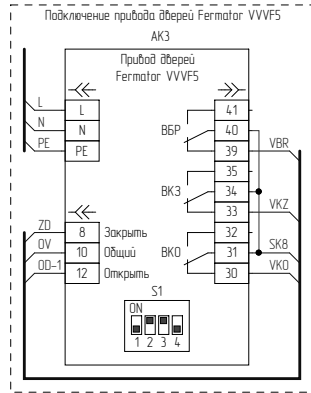 Подключение привода дверей Fermator VVVF5
АК3
Привод дверей
Fermator VVVF5
L
L
N
N
PE
PE
ZD
8
Закрыть
0V
10
Общий
OD-1
12
Открыть
ВБР
41
40
39
VBR
ВКЗ
35
34
33
VKZ
ВКО
32
31
SK8
30
VKO
S1
ON
1 2 3 4